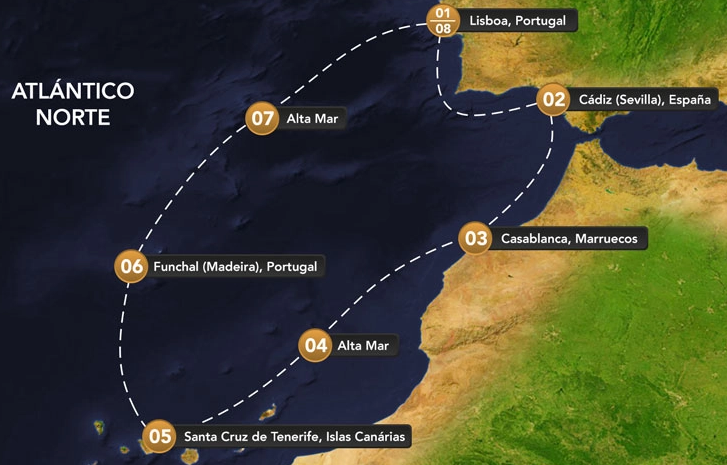 01
08
Lisboa, Portugal
ATLÁNTICO
NORTE
02
Cádiz (Sevilla), España
07
Alta Mar
03
Casablanca, Marruecos
06
Funchal (Madeira), Portugal
04
Alta Mar
05
Santa Cruz de Tenerife, Islas Canárias